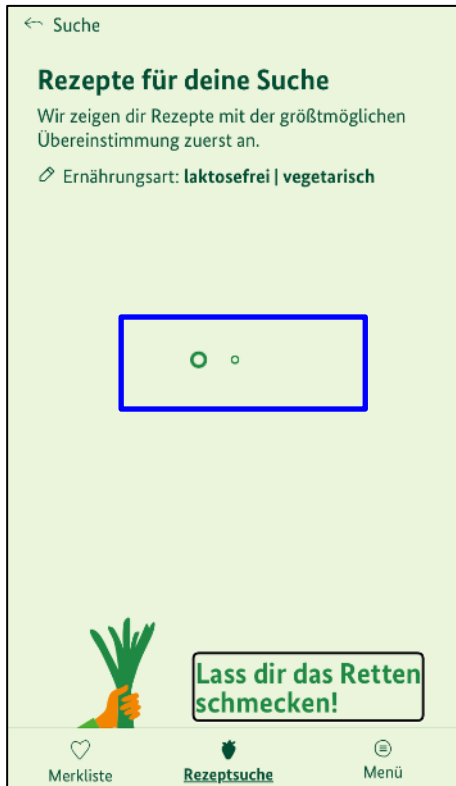 Suche
Rezepte für deine Suche
Wir zeigen dir Rezepte mit der größtmöglichen
Übereinstimmung zuerst an.
Ernährungsart: laktosefrei | vegetarisch
Lass dir das Retten
schmecken!
Merkliste Rezeptsuche Menü